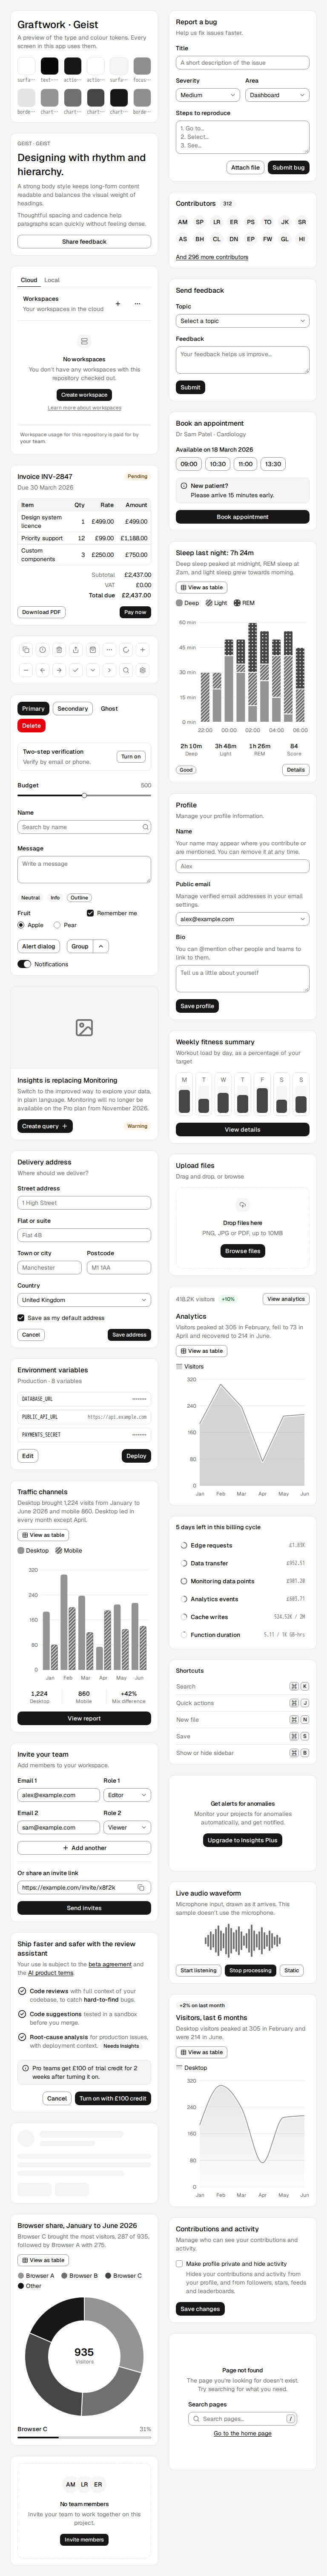 Graftwork · Geist
A preview of the type and colour tokens. Every
screen in this app uses them.
GEIST · GEIST
Designing with rhythm and
hierarchy.
A strong body style keeps long-form content
readable and balances the visual weight of
headings.
Thoughtful spacing and cadence help
paragraphs scan quickly without feeling dense.
Share feedback
Cloud Local
Workspaces
Your workspaces in the cloud
No workspaces
You don't have any workspaces with this
repository checked out.
Create workspace
Learn more about workspaces
Workspace usage for this repository is paid for by
your team.
Invoice INV-2847
Pending
Due 30 March 2026
Item Qty Rate Amount
Design system
licence
1 £499.00 £499.00
Priority support 12 £99.00 £1,188.00
Custom
components
3 £250.00 £750.00
Subtotal £2,437.00
VAT £0.00
Total due £2,437.00
Download PDF
Pay now
Primary
Secondary
Ghost
Delete
Two-step verification
Verify by email or phone.
Turn on
Budget
500
Name
Search by name
Message
Write a message
Neutral
Info
Outline
Fruit
Remember me
Apple
Pear
Alert dialog
Group
Notifications
Insights is replacing Monitoring
Switch to the improved way to explore your data,
in plain language. Monitoring will no longer be
available on the Pro plan from November 2026.
Create query
Warning
Delivery address
Where should we deliver?
Street address
1 High Street
Flat or suite
Flat 4B
Town or city
Postcode
Manchester
M1 1AA
Country
United Kingdom
Save as my default address
Cancel
Save address
Environment variables
Production · 8 variables
DATABASE_URL
PUBLIC_API_URL
https://api.example.com
PAYMENTS_SECRET
Edit
Deploy
Traffic channels
Desktop brought 1,224 visits from January to
June 2026 and mobile 860. Desktop led in
every month except April.
View as table
Desktop Mobile
320
240
160
80
0
Jan Feb Mar Apr May Jun
1,224 860 +42%
Desktop Mobile Mix difference
View report
Invite your team
Add members to your workspace.
Email 1
Role 1
alex@example.com
Editor
Email 2
Role 2
sam@example.com
Viewer
Add another
Or share an invite link
https://example.com/invite/x8f2k
Send invites
Ship faster and safer with the review
assistant
Your use is subject to the beta agreement and
the AI product terms.
Code reviews with full context of your
codebase, to catch hard-to-find bugs.
Code suggestions tested in a sandbox
before you merge.
Root-cause analysis for production issues,
with deployment context. Needs Insights
Pro teams get £100 of trial credit for 2
weeks after turning it on.
Cancel
Turn on with £100 credit
Browser share, January to June 2026
Browser C brought the most visitors, 287 of 935,
followed by Browser A with 275.
View as table
Browser A Browser B Browser C
Other
935
Visitors
Browser C
31%
AM LR ER
No team members
Invite your team to work together on this
project.
Invite members
Report a bug
Help us fix issues faster.
Title
A short description of the issue
Severity
Area
Medium
Dashboard
Steps to reproduce
1. Go to...
2. Select...
3. See...
Attach file
Submit bug
Contributors 312
AM SP LR ER PS TO JK SR
AS BH CL DN EP FW GL HI
And 296 more contributors
Send feedback
Topic
Select a topic
Feedback
Your feedback helps us improve...
Submit
Book an appointment
Dr Sam Patel · Cardiology
Available on 18 March 2026
09:00 10:30 11:00 13:30
New patient?
Please arrive 15 minutes early.
Book appointment
Sleep last night: 7h 24m
Deep sleep peaked at midnight, REM sleep at
2am, and light sleep grew towards morning.
View as table
Deep Light REM
60 min
45 min
30 min
15 min
0 min
22:00 00:00 02:00 04:00 06:00
2h 10m 3h 48m 1h 26m 84
Deep Light REM Score
Good
Details
Profile
Manage your profile information.
Name
Your name may appear where you contribute or
are mentioned. You can remove it at any time.
Alex
Public email
Manage verified email addresses in your email
settings.
alex@example.com
Bio
You can @mention other people and teams to
link to them.
Tell us a little about yourself
Save profile
Weekly fitness summary
Workout load by day, as a percentage of your
target
M T W T F S S
View details
Upload files
Drag and drop, or browse
Drop files here
PNG, JPG or PDF, up to 10MB
Browse files
418.2K visitors +10%
View analytics
Analytics
Visitors peaked at 305 in February, fell to 73 in
April and recovered to 214 in June.
View as table
Visitors
320
240
160
80
0
Jan Feb Mar Apr May Jun
5 days left in this billing cycle
Edge requests £1.83K
Data transfer £952.51
Monitoring data points £901.20
Analytics events £603.71
Cache writes 524.52K / 2M
Function duration 5.11 / 1K GB-hrs
Shortcuts
Search ⌘ K
Quick actions ⌘ J
New file ⌘ N
Save ⌘ S
Show or hide sidebar ⌘ B
Get alerts for anomalies
Monitor your projects for anomalies
automatically, and get notified.
Upgrade to Insights Plus
Live audio waveform
Microphone input, drawn as it arrives. This
sample doesn't use the microphone.
Start listening
Stop processing
Static
+2% on last month
Visitors, last 6 months
Desktop visitors peaked at 305 in February and
were 214 in June.
View as table
Desktop
320
240
160
80
0
Jan Feb Mar Apr May Jun
Contributions and activity
Manage who can see your contributions and
activity.
Make profile private and hide activity
Hides your contributions and activity from
your profile, and from followers, stars, feeds
and leaderboards.
Save changes
Page not found
The page you're looking for doesn't exist.
Try searching for what you need.
Search pages
Search pages...
/
Go to the home page